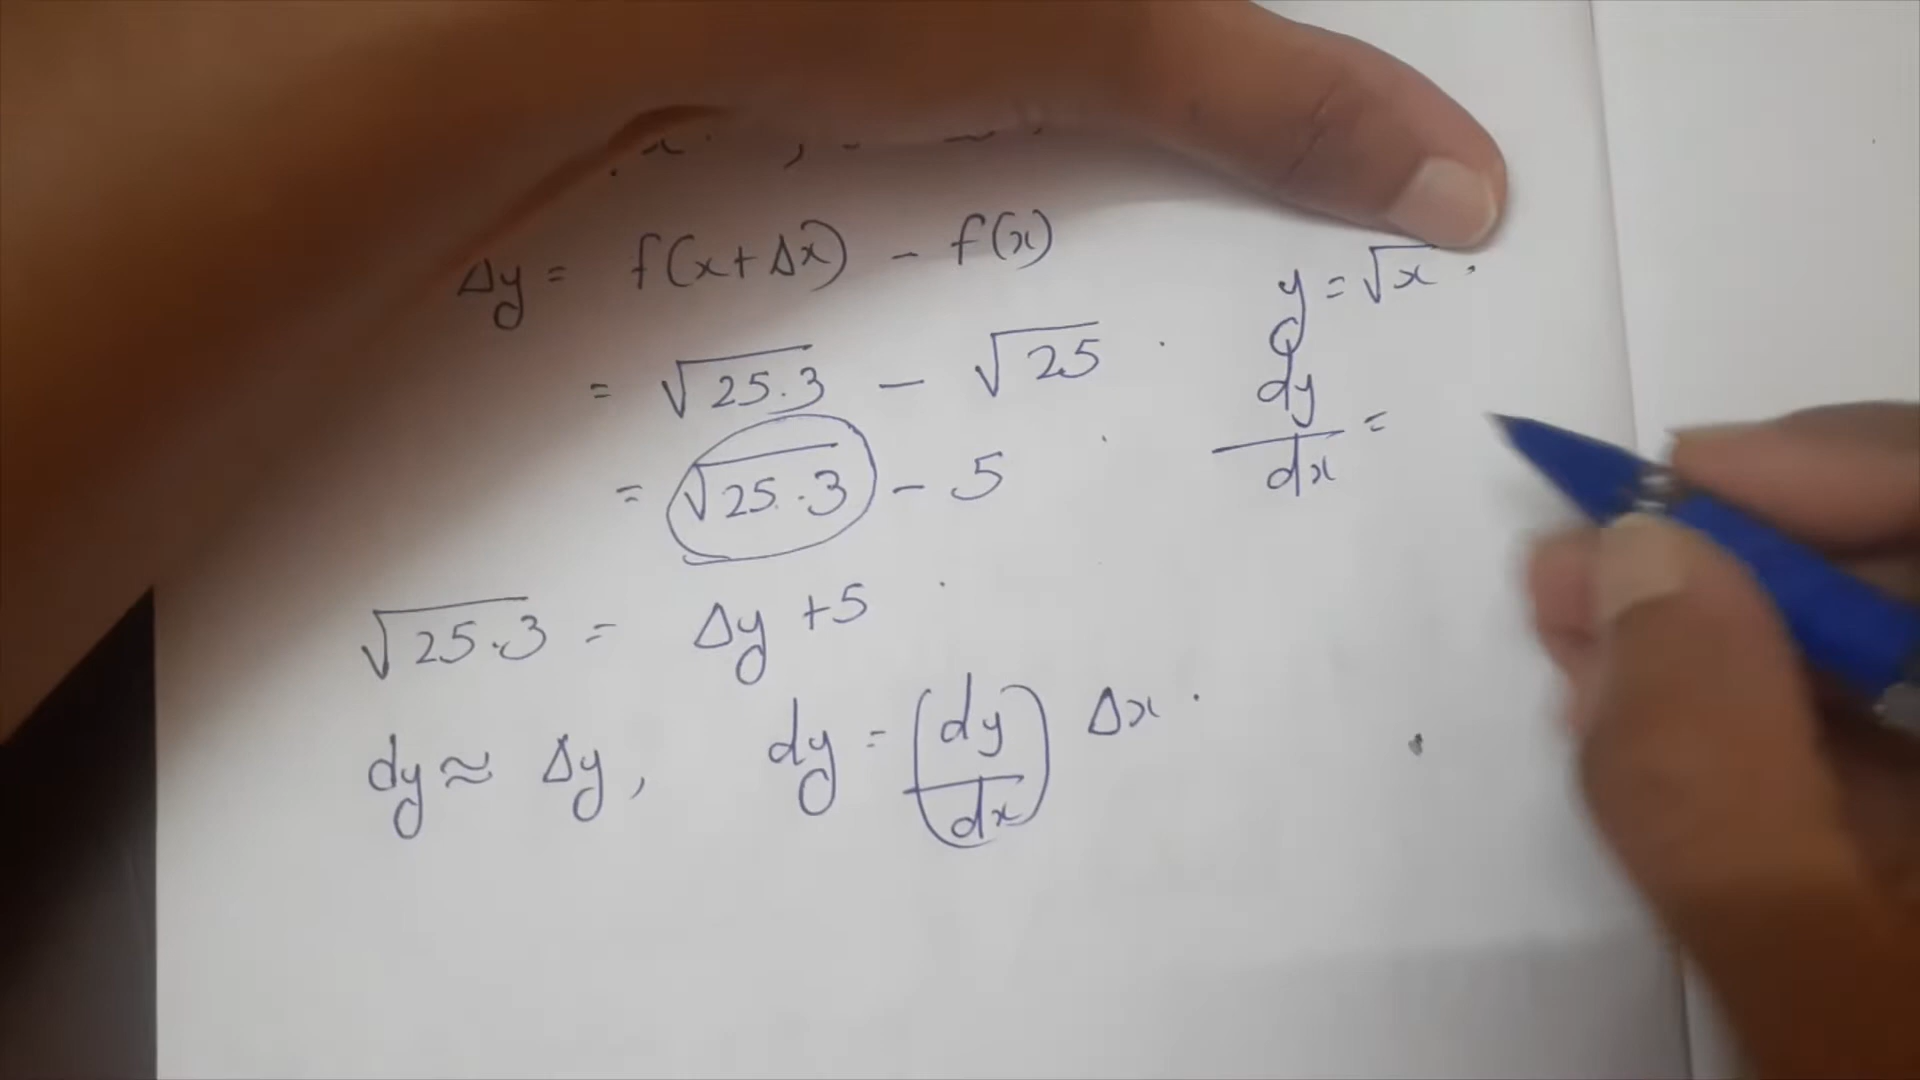 Δy = f(x+Δx) - f(x)
= √25.3 - √25
= √25.3 - 5
√25.3 = Δy +5
dy ≈ Δy, dy = (dy/dx) Δx
y = √x
dy/dx =